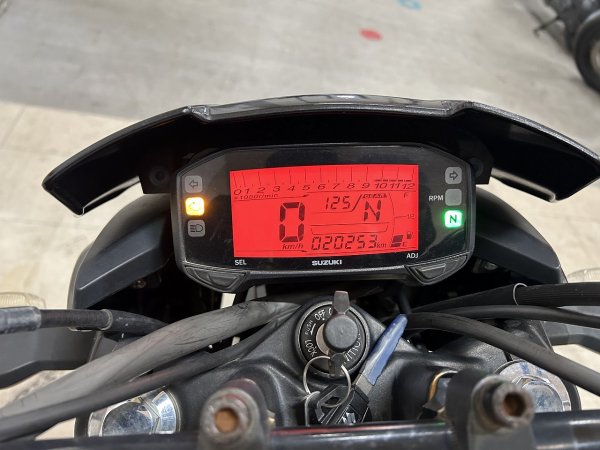 0 1 2 3 4 5 6 7 8 9 10 11 12
×1000r/min
0 km/h
125/N
020253 km
F
RPM
N
SEL
SUZUKI
ADJ
OFF